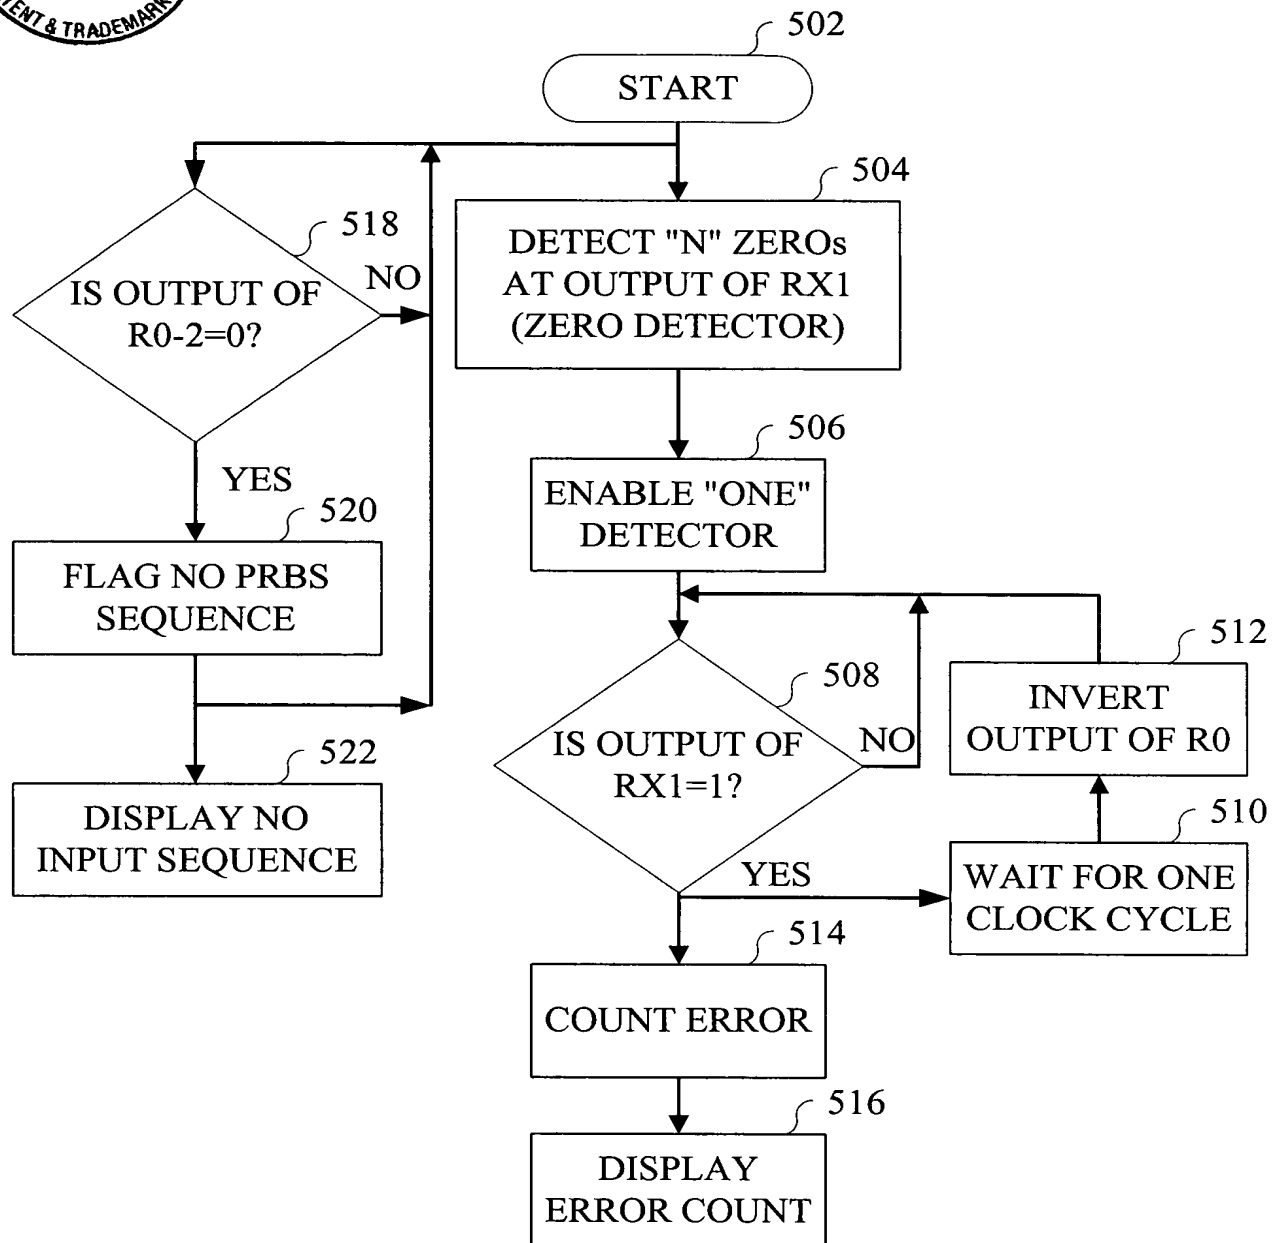 ENT & TRADEMARK
502
START
504
DETECT "N" ZEROs
AT OUTPUT OF RX1
(ZERO DETECTOR)
518
NO
IS OUTPUT OF
R0-2=0?
YES
506
ENABLE "ONE"
DETECTOR
520
FLAG NO PRBS
SEQUENCE
508
IS OUTPUT OF
RX1=1?
NO
YES
512
INVERT
OUTPUT OF R0
510
WAIT FOR ONE
CLOCK CYCLE
522
DISPLAY NO
INPUT SEQUENCE
514
COUNT ERROR
516
DISPLAY
ERROR COUNT